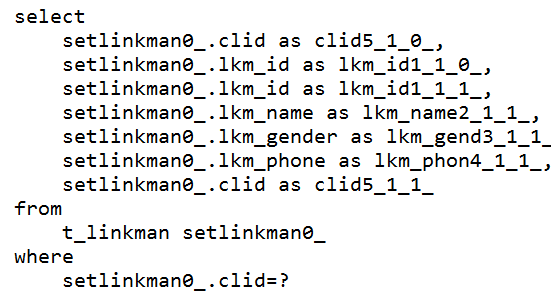 select
    setlinkman0_.clid as clid5_1_0_,
    setlinkman0_.lkm_id as lkm_id1_1_0_,
    setlinkman0_.lkm_id as lkm_id1_1_1_,
    setlinkman0_.lkm_name as lkm_name2_1_1_,
    setlinkman0_.lkm_gender as lkm_gend3_1_1_
    setlinkman0_.lkm_phone as lkm_phon4_1_1_,
    setlinkman0_.clid as clid5_1_1_
from
    t_linkman setlinkman0_
where
    setlinkman0_.clid=?